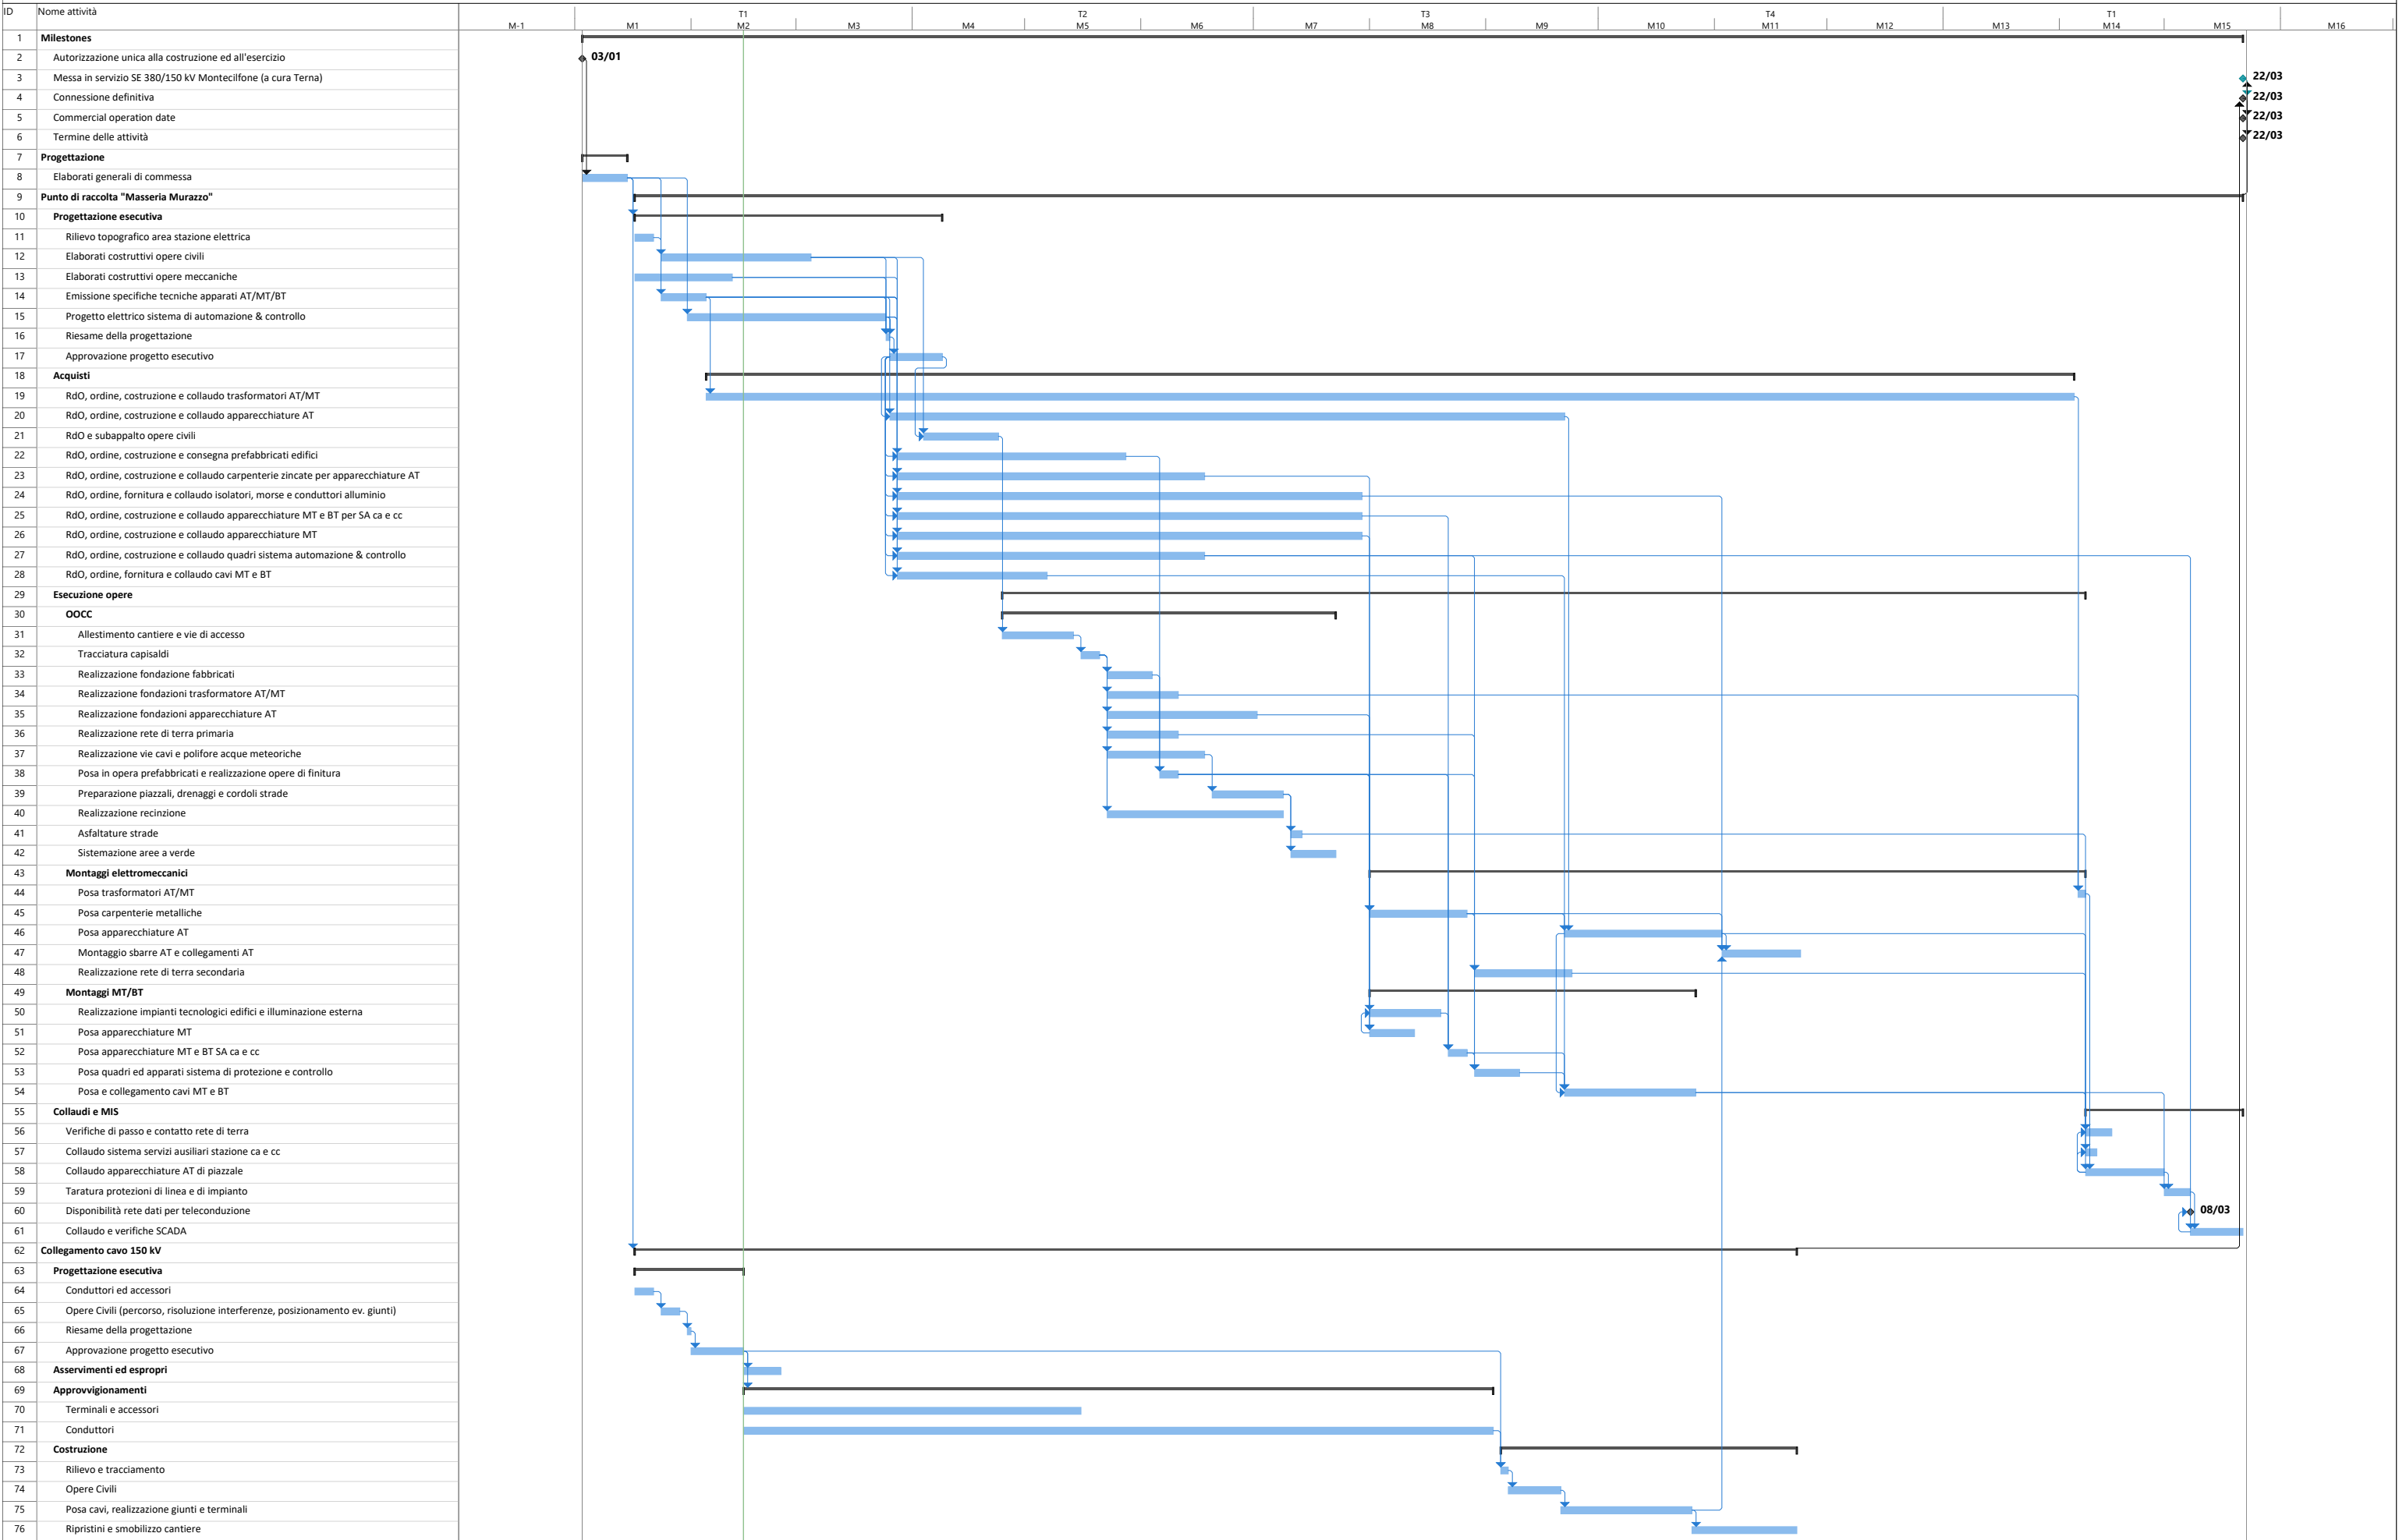 ID Nome attività
T1 T2 T3 T4 T1
M-1 M1 M2 M3 M4 M5 M6 M7 M8 M9 M10 M11 M12 M13 M14 M15 M16
1 Milestones
2 Autorizzazione unica alla costruzione ed all'esercizio 03/01
3 Messa in servizio SE 380/150 kV Montecilfone (a cura Terna) 22/03
4 Connessione definitiva 22/03
5 Commercial operation date 22/03
6 Termine delle attività 22/03
7 Progettazione
8 Elaborati generali di commessa
9 Punto di raccolta "Masseria Murazzo"
10 Progettazione esecutiva
11 Rilievo topografico area stazione elettrica
12 Elaborati costruttivi opere civili
13 Elaborati costruttivi opere meccaniche
14 Emissione specifiche tecniche apparati AT/MT/BT
15 Progetto elettrico sistema di automazione & controllo
16 Riesame della progettazione
17 Approvazione progetto esecutivo
18 Acquisti
19 RdO, ordine, costruzione e collaudo trasformatori AT/MT
20 RdO, ordine, costruzione e collaudo apparecchiature AT
21 RdO e subappalto opere civili
22 RdO, ordine, costruzione e consegna prefabbricati edifici
23 RdO, ordine, costruzione e collaudo carpenterie zincate per apparecchiature AT
24 RdO, ordine, fornitura e collaudo isolatori, morse e conduttori alluminio
25 RdO, ordine, costruzione e collaudo apparecchiature MT e BT per SA ca e cc
26 RdO, ordine, costruzione e collaudo apparecchiature MT
27 RdO, ordine, costruzione e collaudo quadri sistema automazione & controllo
28 RdO, ordine, fornitura e collaudo cavi MT e BT
29 Esecuzione opere
30 OOCC
31 Allestimento cantiere e vie di accesso
32 Tracciatura capisaldi
33 Realizzazione fondazione fabbricati
34 Realizzazione fondazioni trasformatore AT/MT
35 Realizzazione fondazioni apparecchiature AT
36 Realizzazione rete di terra primaria
37 Realizzazione vie cavi e polifore acque meteoriche
38 Posa in opera prefabbricati e realizzazione opere di finitura
39 Preparazione piazzali, drenaggi e cordoli strade
40 Realizzazione recinzione
41 Asfaltature strade
42 Sistemazione aree a verde
43 Montaggi elettromeccanici
44 Posa trasformatori AT/MT
45 Posa carpenterie metalliche
46 Posa apparecchiature AT
47 Montaggio sbarre AT e collegamenti AT
48 Realizzazione rete di terra secondaria
49 Montaggi MT/BT
50 Realizzazione impianti tecnologici edifici e illuminazione esterna
51 Posa apparecchiature MT
52 Posa apparecchiature MT e BT SA ca e cc
53 Posa quadri ed apparati sistema di protezione e controllo
54 Posa e collegamento cavi MT e BT
55 Collaudi e MIS
56 Verifiche di passo e contatto rete di terra
57 Collaudo sistema servizi ausiliari stazione ca e cc
58 Collaudo apparecchiature AT di piazzale
59 Taratura protezioni di linea e di impianto
60 Disponibilità rete dati per teleconduzione 08/03
61 Collaudo e verifiche SCADA
62 Collegamento cavo 150 kV
63 Progettazione esecutiva
64 Conduttori ed accessori
65 Opere Civili (percorso, risoluzione interferenze, posizionamento ev. giunti)
66 Riesame della progettazione
67 Approvazione progetto esecutivo
68 Asservimenti ed espropri
69 Approvvigionamenti
70 Terminali e accessori
71 Conduttori
72 Costruzione
73 Rilievo e tracciamento
74 Opere Civili
75 Posa cavi, realizzazione giunti e terminali
76 Ripristini e smobilizzo cantiere